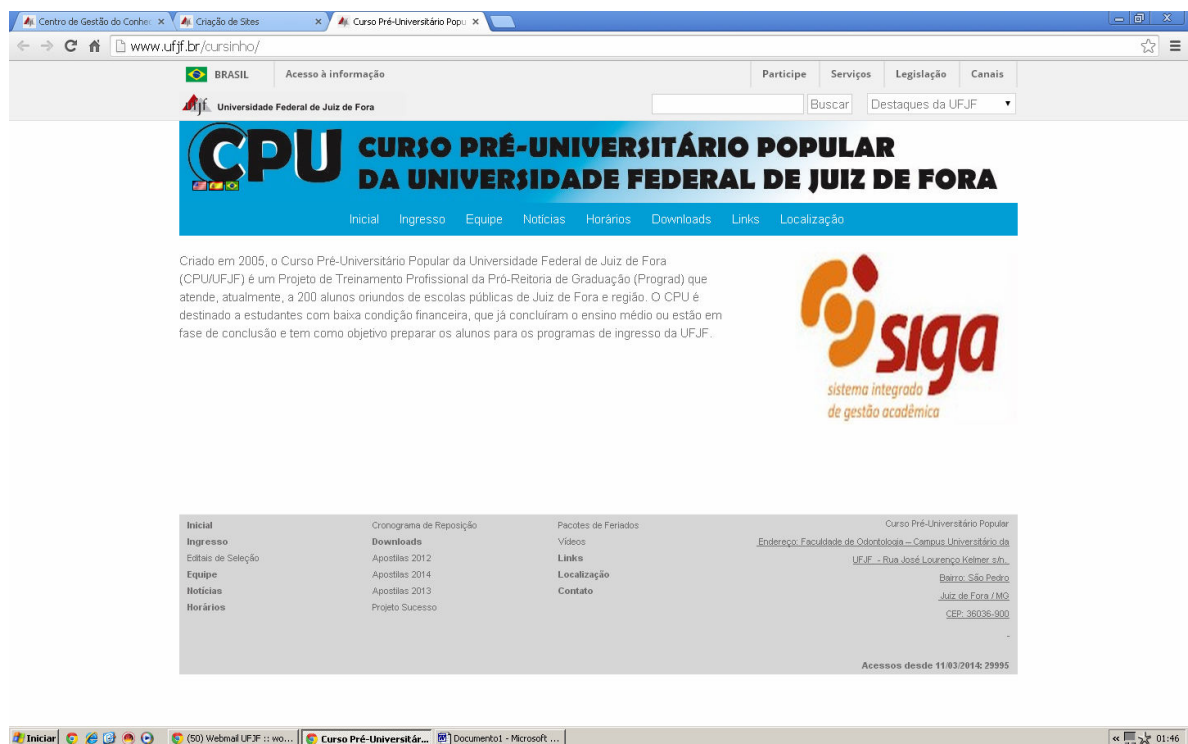 Centro de Gestão do Conhec
Criação de Sites
Curso Pré-Universitário Popu
www.ufjf.br/cursinho/
BRASIL
Acesso à informação
Participe
Serviços
Legislação
Canais
ufjf
Universidade Federal de Juiz de Fora
Buscar
Destaques da UFJF
CPU
CURSO PRÉ-UNIVERSITÁRIO POPULAR
DA UNIVERSIDADE FEDERAL DE JUIZ DE FORA
Inicial Ingresso Equipe Notícias Horários Downloads Links Localização
Criado em 2005, o Curso Pré-Universitário Popular da Universidade Federal de Juiz de Fora
(CPU/UFJF) é um Projeto de Treinamento Profissional da Pró-Reitoria de Graduação (Prograd) que
atende, atualmente, a 200 alunos oriundos de escolas públicas de Juiz de Fora e região. O CPU é
destinado a estudantes com baixa condição financeira, que já concluíram o ensino médio ou estão em
fase de conclusão e tem como objetivo preparar os alunos para os programas de ingresso da UFJF.
siga
sistema integrado
de gestão acadêmica
Inicial
Ingresso
Editais de Seleção
Equipe
Notícias
Horários
Cronograma de Reposição
Downloads
Apostilas 2012
Apostilas 2014
Apostilas 2013
Projeto Sucesso
Pacotes de Feriados
Vídeos
Links
Localização
Contato
Curso Pré-Universitário Popular
Endereço: Faculdade de Odontologia – Campus Universitário da
UFJF - Rua José Lourenço Kelmer s/n.
Bairro: São Pedro
Juiz de Fora / MG
CEP: 36036-900
-
Acessos desde 11/03/2014: 29995
Iniciar
(50) Webmail UFJF :: wo...
Curso Pré-Universitár...
Documento1 - Microsoft ...
01:46